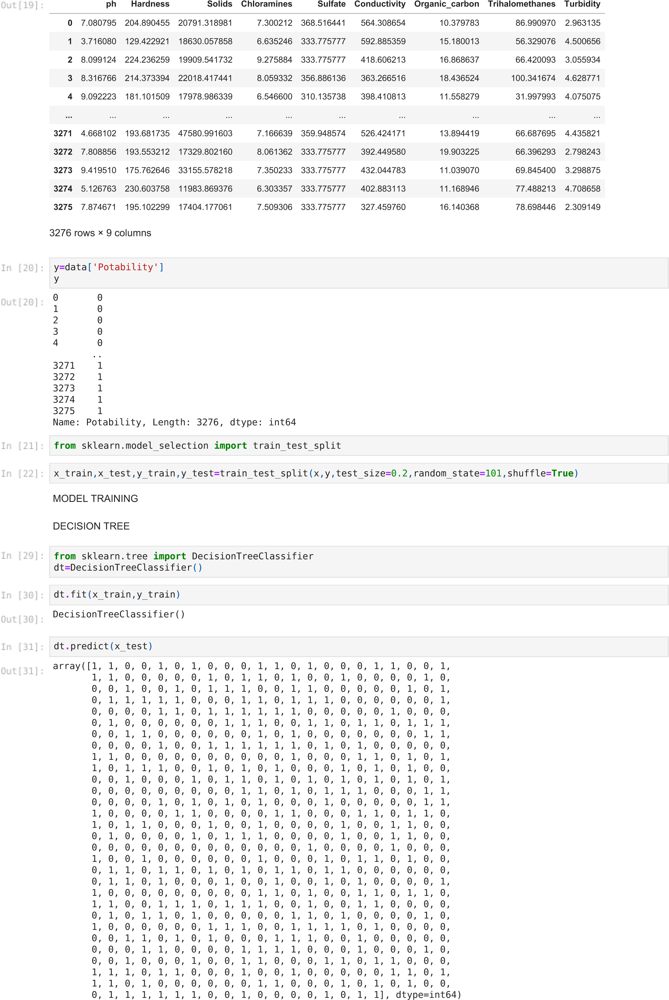 Out[19]:
ph Hardness Solids Chloramines Sulfate Conductivity Organic_carbon Trihalomethanes Turbidity
0 7.080795 204.890455 20791.318981 7.300212 368.516441 564.308654 10.379783 86.990970 2.963135
1 3.716080 129.422921 18630.057858 6.635246 333.775777 592.885359 15.180013 56.329076 4.500656
2 8.099124 224.236259 19909.541732 9.275884 333.775777 418.606213 16.868637 66.420093 3.055934
3 8.316766 214.373394 22018.417441 8.059332 356.886136 363.266516 18.436524 100.341674 4.628771
4 9.092223 181.101509 17978.986339 6.546600 310.135738 398.410813 11.558279 31.997993 4.075075
... ... ... ... ... ... ... ... ... ...
3271 4.668102 193.681735 47580.991603 7.166639 359.948574 526.424171 13.894419 66.687695 4.435821
3272 7.808856 193.553212 17329.802160 8.061362 333.775777 392.449580 19.903225 66.396293 2.798243
3273 9.419510 175.762646 33155.578218 7.350233 333.775777 432.044783 11.039070 69.845400 3.298875
3274 5.126763 230.603758 11983.869376 6.303357 333.775777 402.883113 11.168946 77.488213 4.708658
3275 7.874671 195.102299 17404.177061 7.509306 333.775777 327.459760 16.140368 78.698446 2.309149
3276 rows × 9 columns
In [20]:
y=data['Potability']
y
Out[20]:
0 0
1 0
2 0
3 0
4 0
..
3271 1
3272 1
3273 1
3274 1
3275 1
Name: Potability, Length: 3276, dtype: int64
In [21]:
from sklearn.model_selection import train_test_split
In [22]:
x_train,x_test,y_train,y_test=train_test_split(x,y,test_size=0.2,random_state=101,shuffle=True)
MODEL TRAINING
DECISION TREE
In [29]:
from sklearn.tree import DecisionTreeClassifier
dt=DecisionTreeClassifier()
In [30]:
dt.fit(x_train,y_train)
Out[30]:
DecisionTreeClassifier()
In [31]:
dt.predict(x_test)
Out[31]:
array([1, 1, 0, 0, 1, 0, 1, 0, 0, 0, 1, 1, 0, 1, 0, 0, 0, 1, 1, 0, 0, 1,
1, 1, 0, 0, 0, 0, 0, 1, 0, 1, 1, 0, 1, 0, 0, 1, 0, 0, 0, 0, 1, 0,
0, 0, 1, 0, 0, 1, 0, 1, 1, 1, 0, 0, 1, 1, 0, 0, 0, 0, 0, 1, 0, 1,
0, 1, 1, 1, 1, 1, 0, 0, 0, 1, 1, 0, 1, 1, 1, 0, 0, 0, 0, 0, 0, 1,
0, 0, 0, 0, 1, 1, 0, 1, 1, 1, 1, 1, 1, 0, 0, 0, 0, 0, 1, 0, 0, 0,
0, 1, 0, 0, 0, 0, 0, 0, 1, 1, 1, 0, 0, 1, 1, 0, 1, 1, 0, 1, 1, 1,
0, 0, 1, 1, 0, 0, 0, 0, 0, 0, 1, 0, 1, 0, 0, 0, 0, 0, 0, 0, 1, 1,
0, 0, 0, 0, 1, 0, 0, 1, 1, 1, 1, 1, 1, 0, 1, 0, 1, 0, 0, 0, 0, 0,
1, 1, 0, 0, 0, 0, 0, 0, 0, 0, 0, 0, 1, 0, 0, 0, 1, 1, 0, 1, 0, 1,
1, 0, 1, 1, 1, 0, 0, 1, 0, 1, 0, 1, 0, 0, 0, 1, 0, 1, 0, 1, 0, 0,
0, 0, 1, 0, 0, 0, 1, 0, 1, 1, 0, 1, 0, 1, 0, 1, 0, 1, 0, 1, 0, 1,
0, 0, 0, 0, 0, 0, 0, 0, 0, 1, 1, 0, 1, 0, 1, 1, 1, 0, 0, 0, 1, 1,
0, 0, 0, 0, 1, 0, 1, 0, 1, 0, 1, 0, 0, 0, 1, 0, 0, 0, 0, 0, 1, 1,
1, 0, 0, 0, 0, 1, 1, 0, 0, 0, 0, 1, 1, 0, 0, 0, 1, 1, 0, 1, 1, 0,
1, 0, 1, 1, 0, 0, 0, 1, 0, 0, 1, 0, 0, 0, 0, 1, 0, 0, 1, 1, 0, 0,
0, 1, 0, 0, 0, 0, 1, 0, 1, 1, 1, 0, 0, 0, 0, 1, 0, 0, 1, 1, 0, 0,
0, 0, 0, 0, 0, 0, 0, 0, 0, 0, 0, 0, 0, 1, 0, 0, 0, 0, 1, 0, 0, 0,
1, 0, 0, 1, 0, 0, 0, 0, 0, 0, 1, 0, 0, 0, 1, 0, 1, 1, 0, 1, 0, 0,
0, 1, 1, 0, 1, 1, 0, 1, 0, 1, 0, 1, 1, 0, 1, 1, 0, 0, 0, 0, 0, 0,
0, 1, 1, 0, 1, 0, 0, 0, 1, 0, 0, 1, 0, 0, 1, 0, 1, 0, 0, 0, 0, 1,
1, 0, 0, 0, 0, 0, 0, 0, 0, 0, 1, 1, 0, 1, 0, 0, 1, 1, 0, 1, 1, 0,
1, 1, 0, 0, 1, 1, 1, 0, 1, 1, 1, 0, 0, 1, 0, 0, 1, 1, 0, 0, 0, 0,
0, 1, 0, 1, 1, 0, 1, 0, 0, 0, 0, 0, 1, 1, 0, 1, 0, 0, 0, 0, 1, 0,
1, 0, 0, 0, 0, 0, 0, 1, 1, 1, 0, 0, 1, 1, 1, 1, 0, 1, 0, 0, 0, 0,
0, 0, 1, 1, 0, 1, 0, 1, 0, 0, 0, 1, 1, 1, 0, 0, 1, 0, 0, 0, 0, 0,
0, 0, 0, 1, 1, 0, 0, 0, 0, 1, 1, 1, 1, 0, 0, 0, 1, 0, 0, 0, 1, 0,
0, 0, 1, 0, 0, 0, 1, 0, 0, 1, 1, 0, 0, 0, 1, 1, 0, 1, 1, 0, 0, 0,
1, 1, 1, 0, 1, 1, 0, 0, 0, 1, 0, 0, 1, 0, 0, 0, 0, 0, 1, 1, 0, 1,
1, 1, 0, 1, 0, 0, 0, 0, 0, 0, 1, 1, 0, 0, 0, 1, 0, 1, 0, 1, 0, 0,
0, 1, 1, 1, 1, 1, 1, 0, 0, 1, 0, 0, 0, 0, 1, 0, 1, 1], dtype=int64)